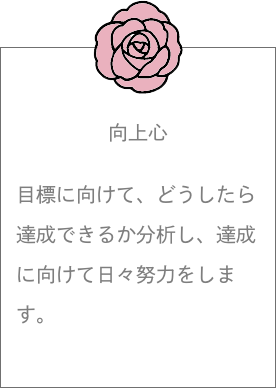 向上心
目標に向けて、どうしたら
達成できるか分析し、達成
に向けて日々努力をしま
す。